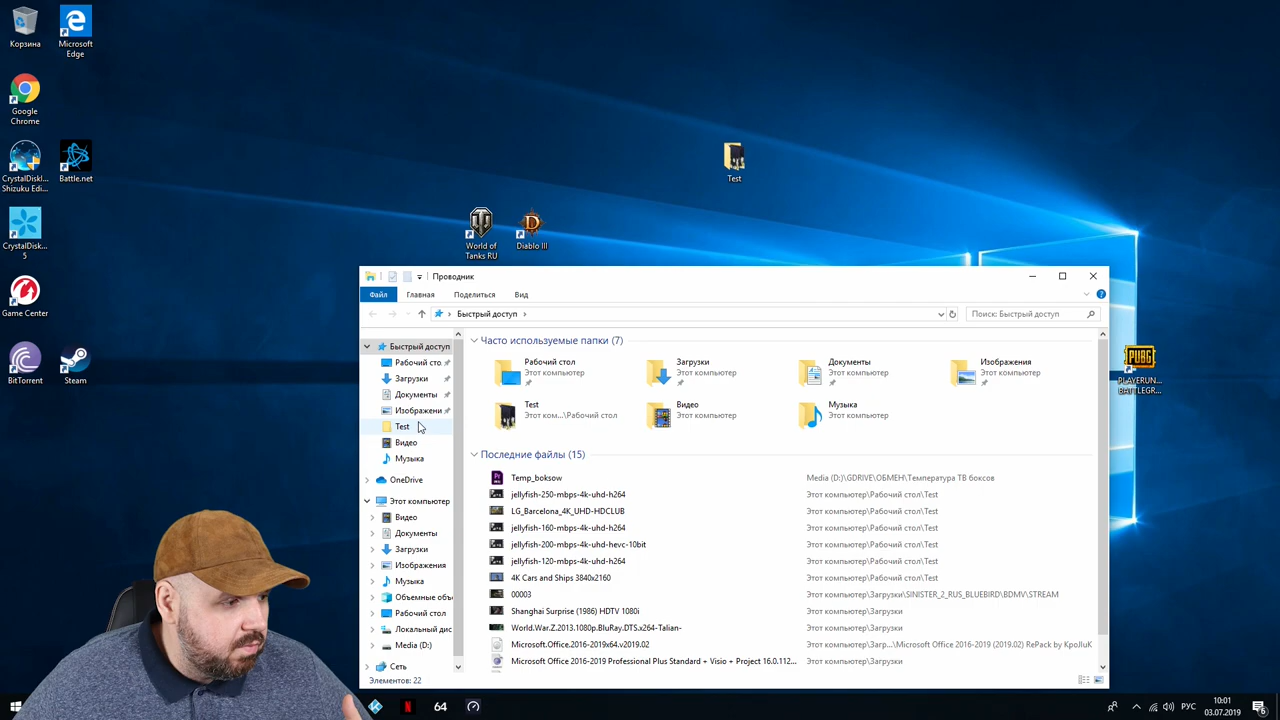 Корзина
Microsoft
Edge
Google
Chrome
CrystalDiskI...
Shizuku Edi...
Battle.net
CrystalDisk...
5
Game Center
BitTorrent
Steam
Test
World of
Tanks RU
Diablo III
PLAYERUN...
BATTLEGR...
Проводник
Файл
Главная
Поделиться
Вид
Быстрый доступ
Поиск: Быстрый доступ
Быстрый доступ
Рабочий сто
Загрузки
Документы
Изображени
Test
Видео
Музыка
OneDrive
Этот компьютер
Видео
Документы
Загрузки
Изображения
Музыка
Объемные объ
Рабочий стол
Локальный дис
Media (D:)
Сеть
Часто используемые папки (7)
Рабочий стол
Этот компьютер
Загрузки
Этот компьютер
Документы
Этот компьютер
Изображения
Этот компьютер
Test
Этот ком...\Рабочий стол
Видео
Этот компьютер
Музыка
Этот компьютер
Последние файлы (15)
Temp_boksow Media (D:)\GDRIVE\ОБМЕН\Температура ТВ боксов
jellyfish-250-mbps-4k-uhd-h264 Этот компьютер\Рабочий стол\Test
LG_Barcelona_4K_UHD-HDCLUB Этот компьютер\Рабочий стол\Test
jellyfish-160-mbps-4k-uhd-h264 Этот компьютер\Рабочий стол\Test
jellyfish-200-mbps-4k-uhd-hevc-10bit Этот компьютер\Рабочий стол\Test
jellyfish-120-mbps-4k-uhd-h264 Этот компьютер\Рабочий стол\Test
4K Cars and Ships 3840x2160 Этот компьютер\Рабочий стол\Test
00003 Этот компьютер\Загрузки\SINISTER_2_RUS_BLUEBIRD\BDMV\STREAM
Shanghai Surprise (1986) HDTV 1080i Этот компьютер\Загрузки
World.War.Z.2013.1080p.BluRay.DTS.x264-Talian- Этот компьютер\Загрузки
Microsoft.Office.2016-2019x64.v2019.02 Этот компьютер\Загр...\Microsoft Office 2016-2019 (2019.02) RePack by KpoJIuK
Microsoft Office 2016-2019 Professional Plus Standard + Visio + Project 16.0.112... Этот компьютер\Загрузки
Элементов: 22
64
РУС
10:01
03.07.2019